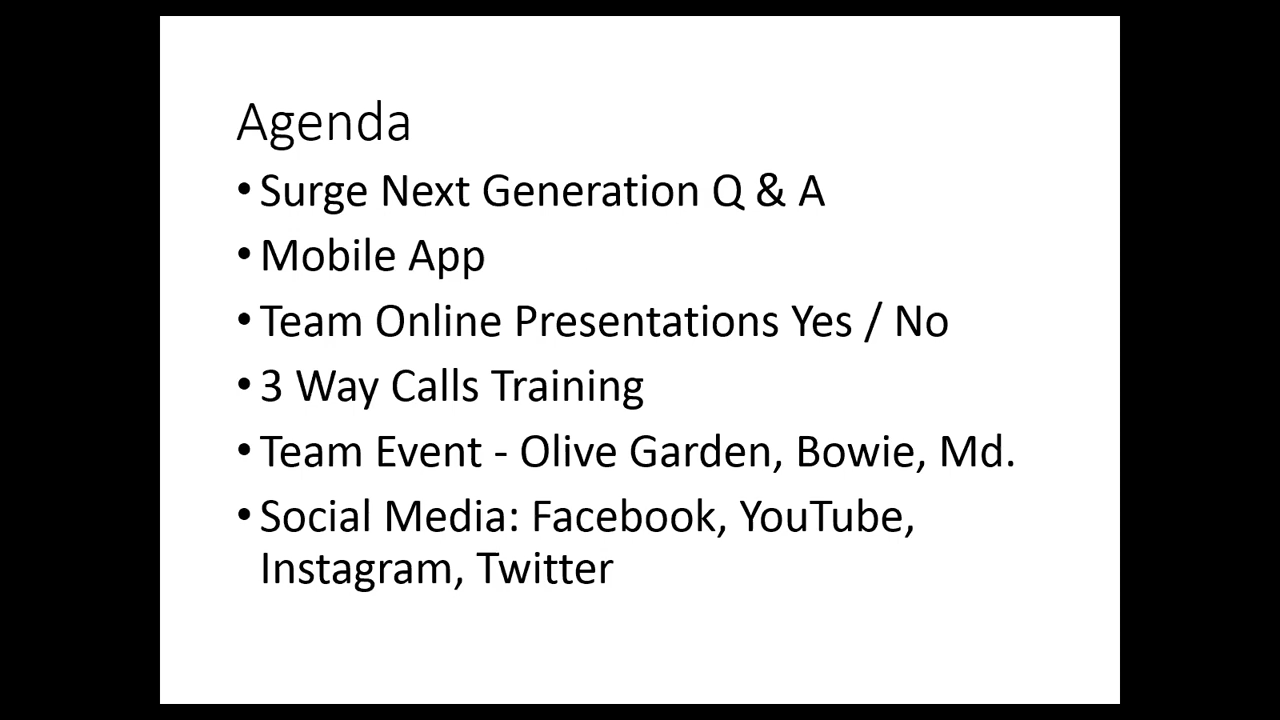 Agenda
• Surge Next Generation Q & A
• Mobile App
• Team Online Presentations Yes / No
• 3 Way Calls Training
• Team Event - Olive Garden, Bowie, Md.
• Social Media: Facebook, YouTube,
Instagram, Twitter